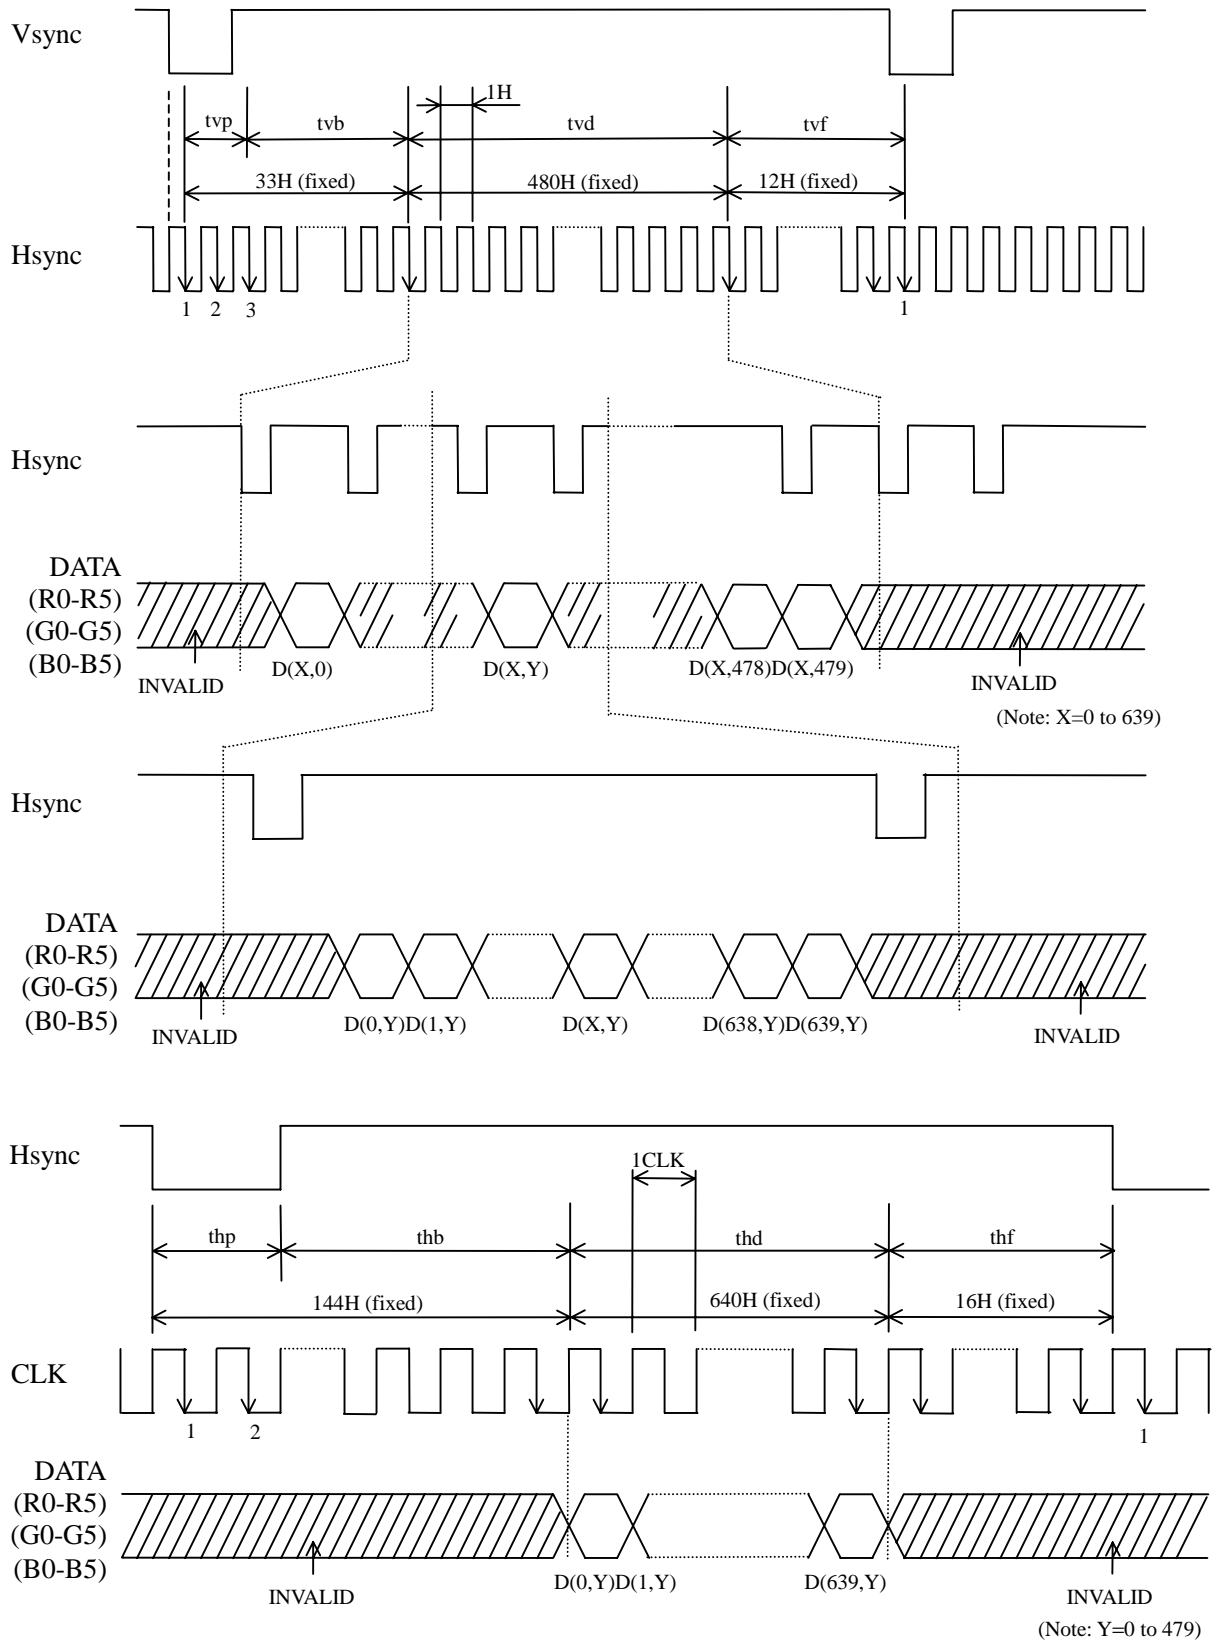 Vsync
1H
tvp tvb tvd tvf
33H (fixed) 480H (fixed) 12H (fixed)
Hsync
1 2 3 1
Hsync
DATA
(R0-R5)
(G0-G5)
(B0-B5)
D(X,0) D(X,Y) D(X,478)D(X,479)
INVALID INVALID
(Note: X=0 to 639)
Hsync
DATA
(R0-R5)
(G0-G5)
(B0-B5)
D(0,Y)D(1,Y) D(X,Y) D(638,Y)D(639,Y)
INVALID INVALID
Hsync
1CLK
thp thb thd thf
144H (fixed) 640H (fixed) 16H (fixed)
CLK
1 2 1
DATA
(R0-R5)
(G0-G5)
(B0-B5)
D(0,Y)D(1,Y) D(639,Y)
INVALID INVALID
(Note: Y=0 to 479)